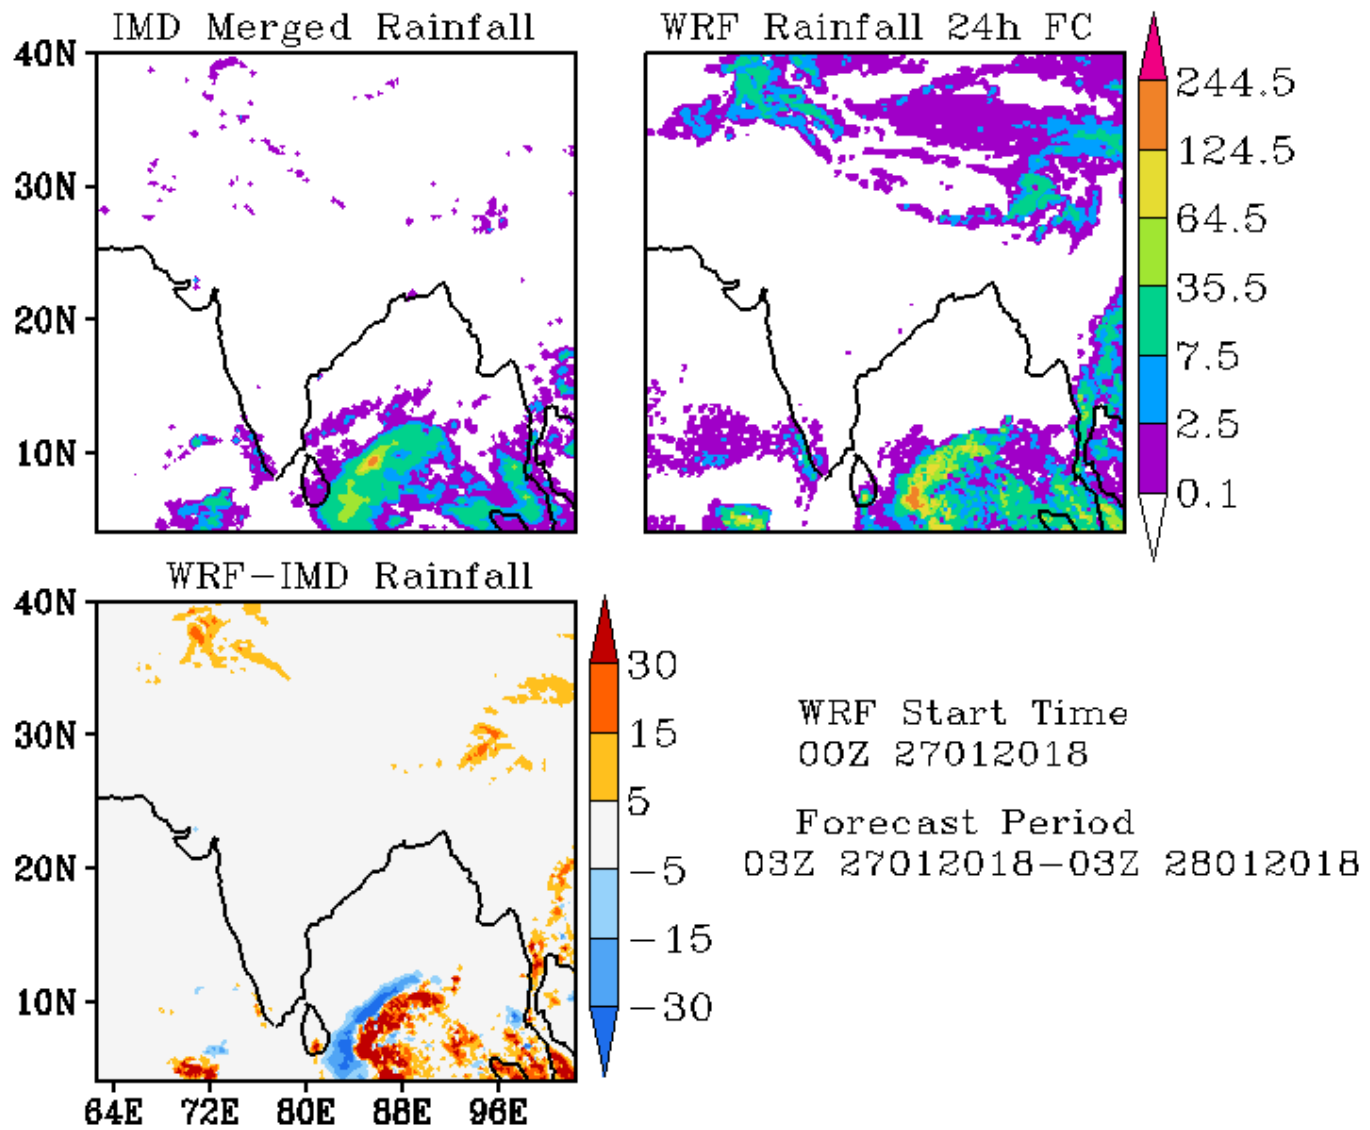 IMD Merged Rainfall
WRF Rainfall 24h FC
40N
30N
20N
10N
244.5
124.5
64.5
35.5
7.5
2.5
0.1
WRF-IMD Rainfall
40N
30N
20N
10N
64E 72E 80E 88E 96E
30
15
5
-5
-15
-30
WRF Start Time
00Z 27012018
Forecast Period
03Z 27012018-03Z 28012018